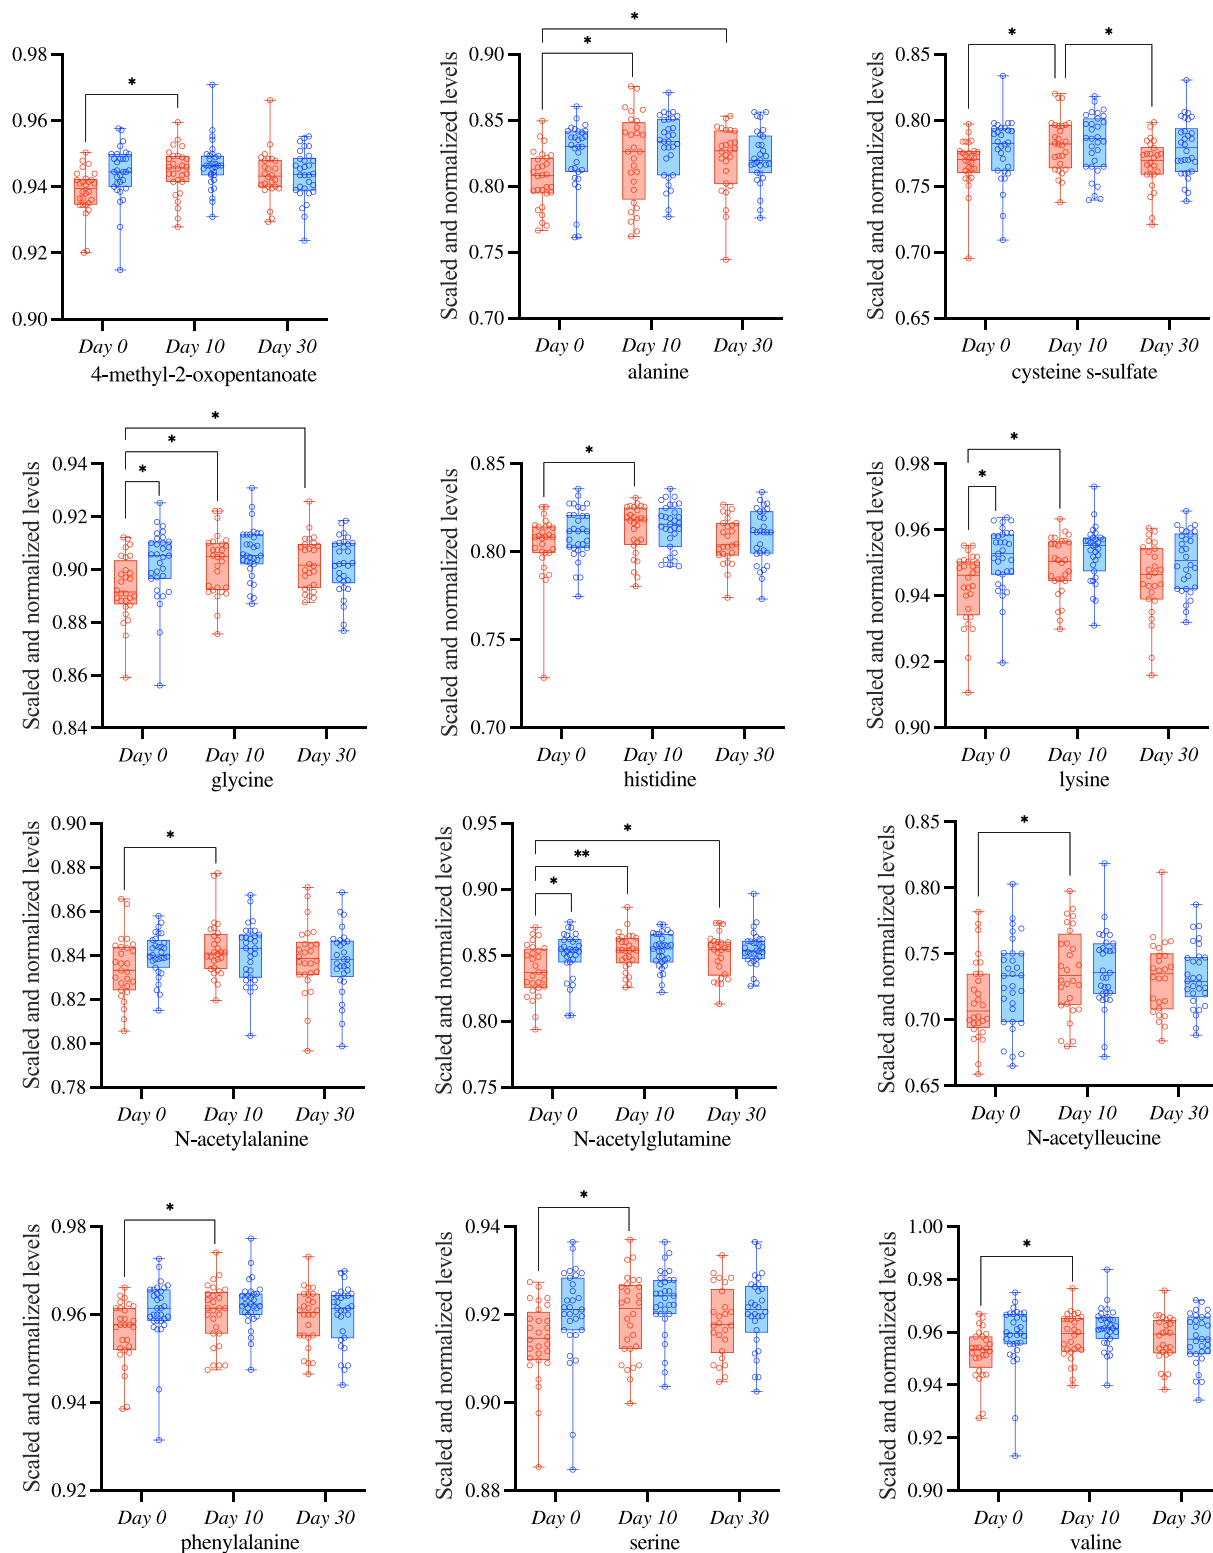 *
0.98
0.96
0.94
0.92
0.90
Day 0 Day 10 Day 30
4-methyl-2-oxopentanoate
Scaled and normalized levels
*
*
0.90
0.85
0.80
0.75
0.70
Day 0 Day 10 Day 30
alanine
Scaled and normalized levels
* *
0.85
0.80
0.75
0.70
0.65
Day 0 Day 10 Day 30
cysteine s-sulfate
Scaled and normalized levels
*
*
*
0.94
0.92
0.90
0.88
0.86
0.84
Day 0 Day 10 Day 30
glycine
Scaled and normalized levels
*
0.85
0.80
0.75
0.70
Day 0 Day 10 Day 30
histidine
Scaled and normalized levels
*
*
0.98
0.96
0.94
0.92
0.90
Day 0 Day 10 Day 30
lysine
Scaled and normalized levels
*
0.90
0.88
0.86
0.84
0.82
0.80
0.78
Day 0 Day 10 Day 30
N-acetylalanine
Scaled and normalized levels
*
**
*
0.95
0.90
0.85
0.80
0.75
Day 0 Day 10 Day 30
N-acetylglutamine
Scaled and normalized levels
*
0.85
0.80
0.75
0.70
0.65
Day 0 Day 10 Day 30
N-acetylleucine
Scaled and normalized levels
*
0.98
0.96
0.94
0.92
Day 0 Day 10 Day 30
phenylalanine
Scaled and normalized levels
*
0.94
0.92
0.90
0.88
Day 0 Day 10 Day 30
serine
Scaled and normalized levels
*
1.00
0.98
0.96
0.94
0.92
0.90
Day 0 Day 10 Day 30
valine